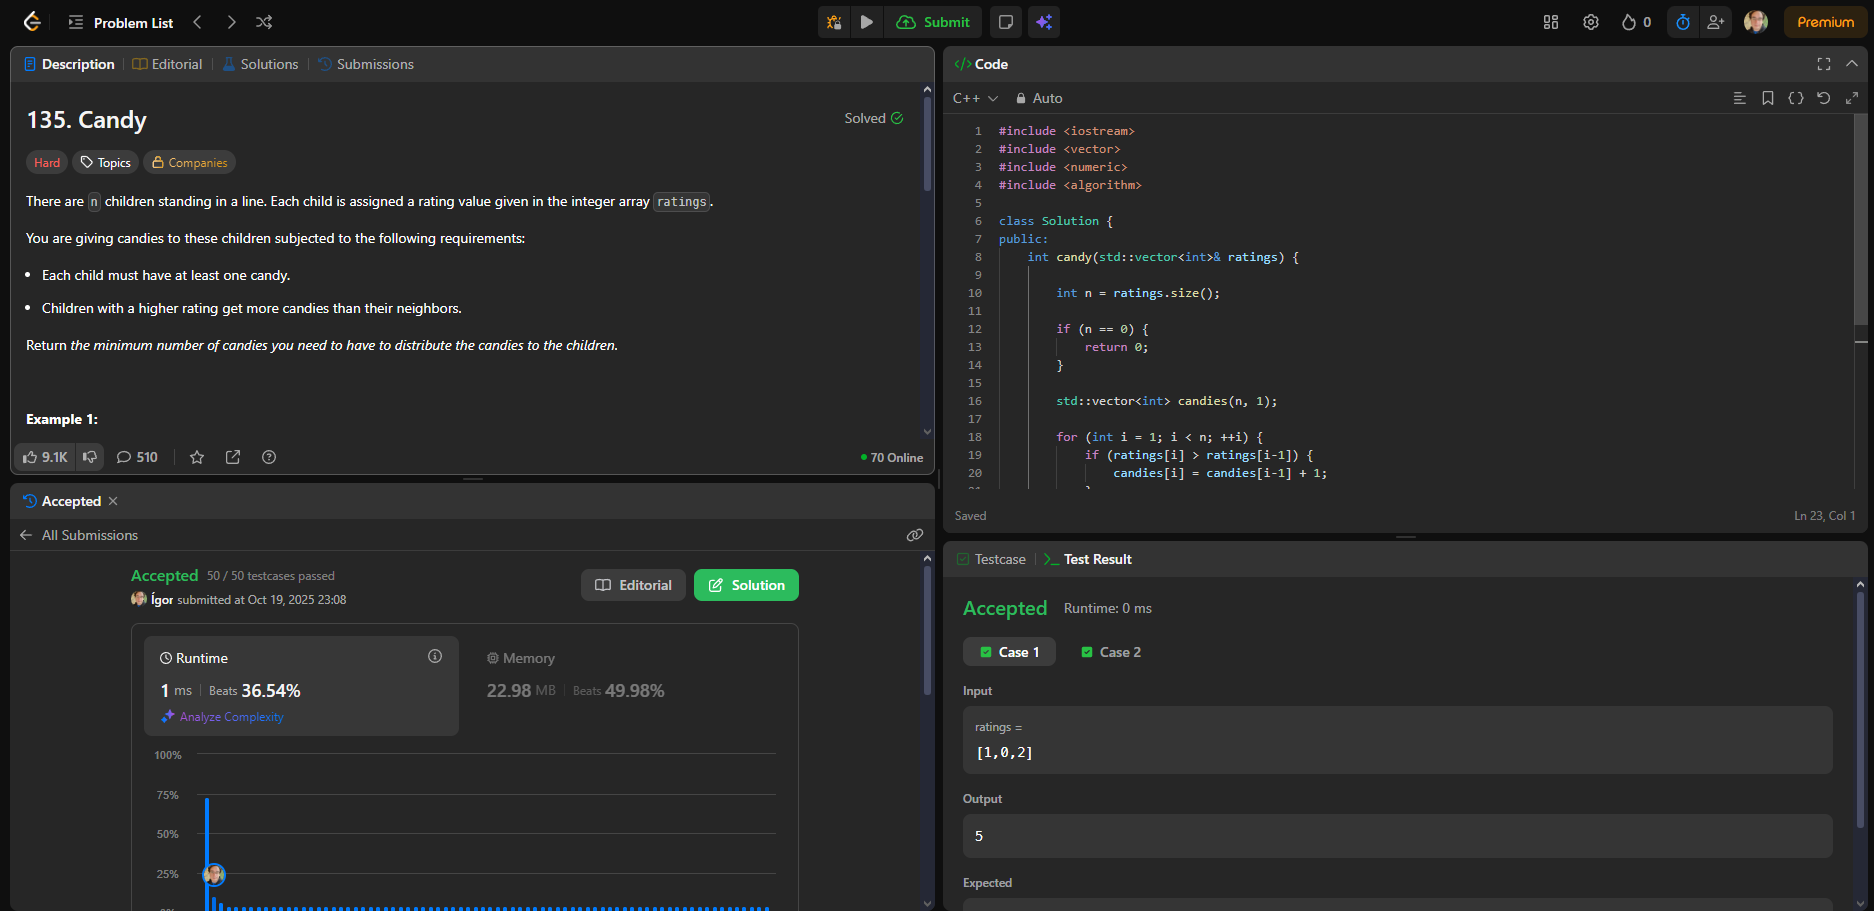 Problem List
Submit
0
Premium
Description
Editorial
Solutions
Submissions
135. Candy
Solved
Hard
Topics
Companies
There are n children standing in a line. Each child is assigned a rating value given in the integer array ratings.
You are giving candies to these children subjected to the following requirements:
• Each child must have at least one candy.
• Children with a higher rating get more candies than their neighbors.
Return the minimum number of candies you need to have to distribute the candies to the children.
Example 1:
9.1K
510
70 Online
Accepted
All Submissions
Accepted 50 / 50 testcases passed
Ígor submitted at Oct 19, 2025 23:08
Editorial
Solution
Runtime
1 ms | Beats 36.54%
Analyze Complexity
Memory
22.98 MB | Beats 49.98%
100%
75%
50%
25%
0%
</> Code
C++
Auto
1 #include <iostream>
2 #include <vector>
3 #include <numeric>
4 #include <algorithm>
5
6 class Solution {
7 public:
8 int candy(std::vector<int>& ratings) {
9
10 int n = ratings.size();
11
12 if (n == 0) {
13 return 0;
14 }
15
16 std::vector<int> candies(n, 1);
17
18 for (int i = 1; i < n; ++i) {
19 if (ratings[i] > ratings[i-1]) {
20 candies[i] = candies[i-1] + 1;
21 }
Saved
Ln 23, Col 1
Testcase
Test Result
Accepted Runtime: 0 ms
Case 1
Case 2
Input
ratings =
[1,0,2]
Output
5
Expected